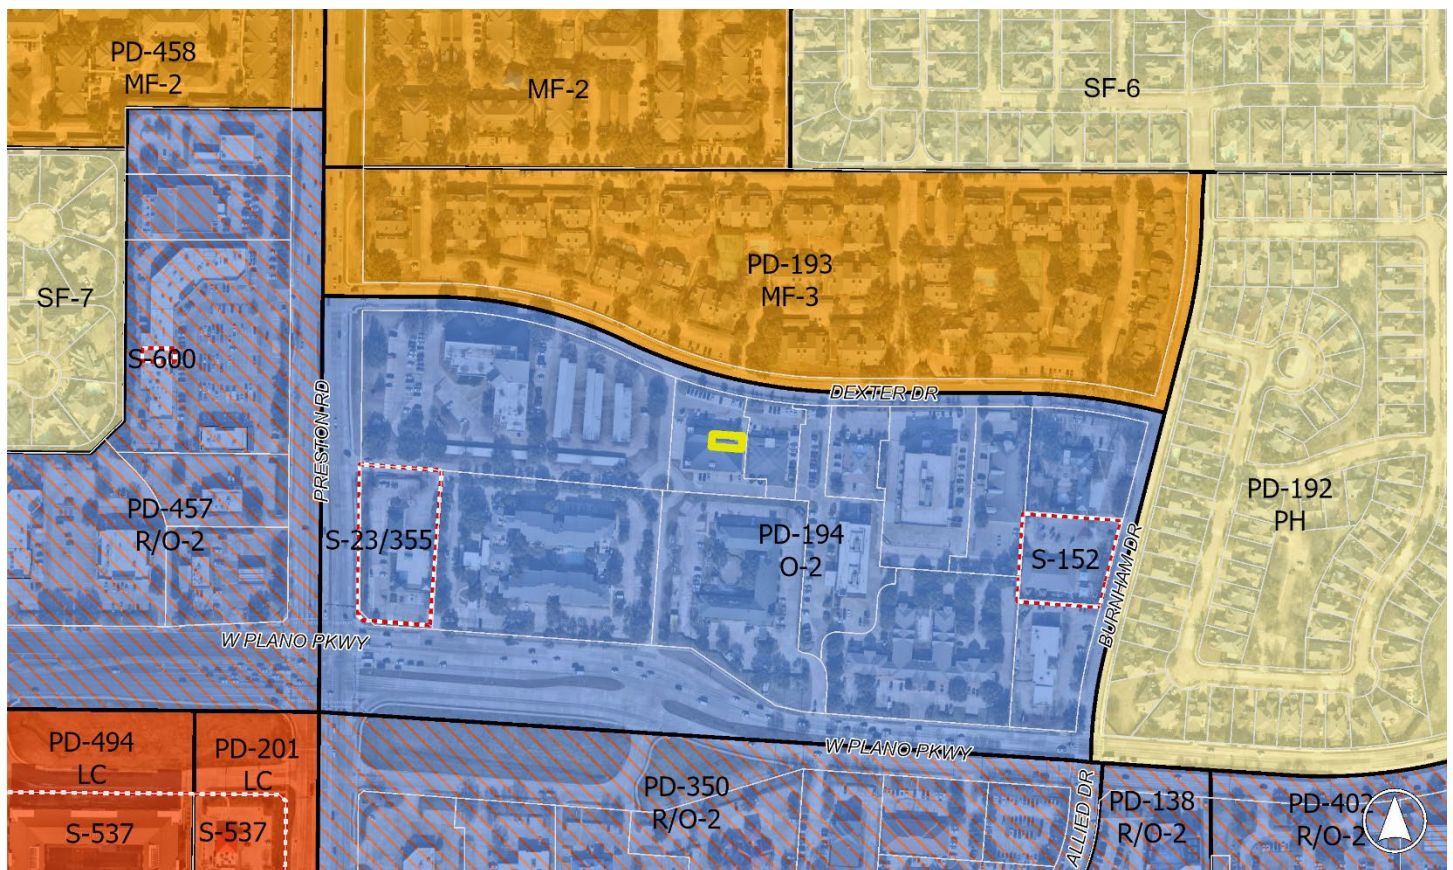 PD-458
MF-2
MF-2
SF-6
PD-193
MF-3
SF-7
S-600
PRESTON RD
DEXTER DR
PD-457
R/O-2
S-23/355
PD-194
O-2
S-152
BURNHAM DR
PD-192
PH
W PLANO PKWY
W PLANO PKWY
PD-494
LC
PD-201
LC
S-537
S-537
PD-350
R/O-2
ALLIED DR
PD-138
R/O-2
PD-402
R/O-2